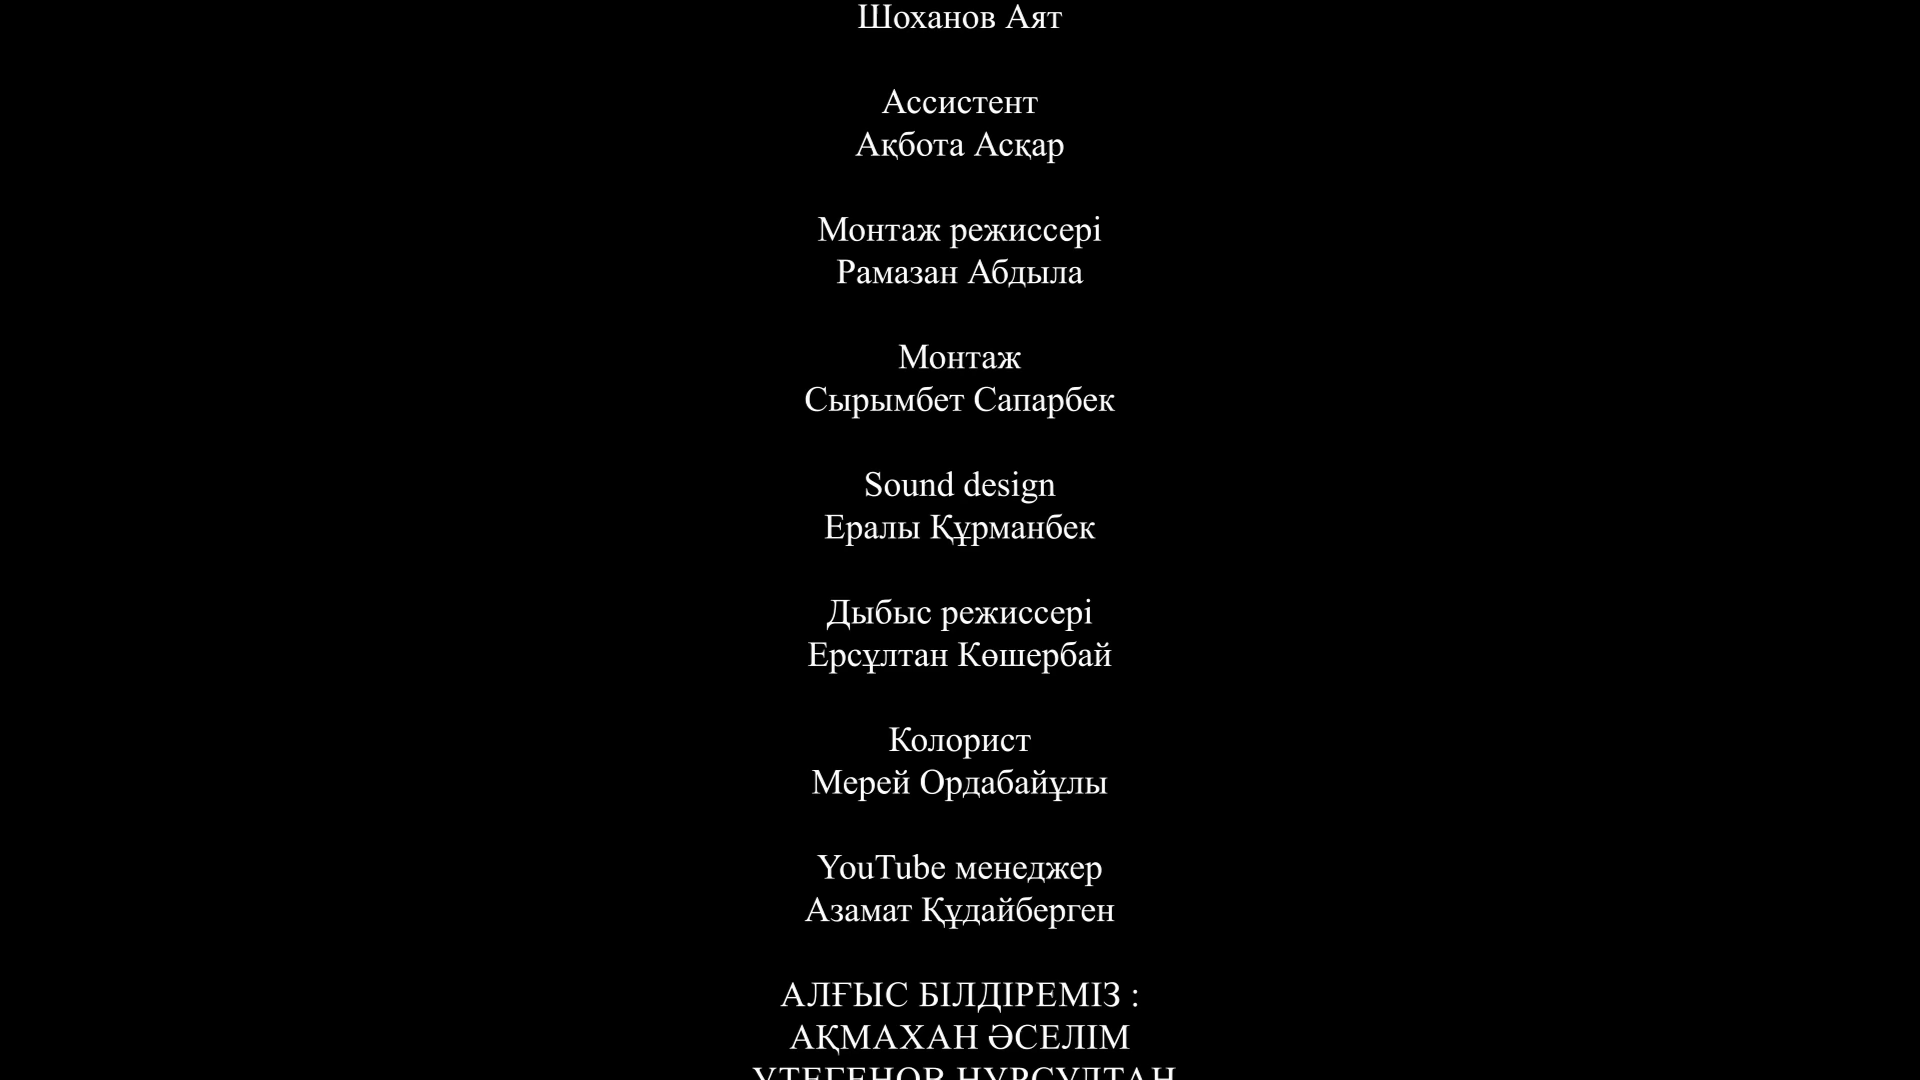 Шоханов Аят
Ассистент
Ақбота Асқар
Монтаж режиссері
Рамазан Абдыла
Монтаж
Сырымбет Сапарбек
Sound design
Ералы Құрманбек
Дыбыс режиссері
Ерсұлтан Көшербай
Колорист
Мерей Ордабайұлы
YouTube менеджер
Азамат Құдайберген
АЛҒЫС БІЛДІРЕМІЗ :
АҚМАХАН ӘСЕЛІМ